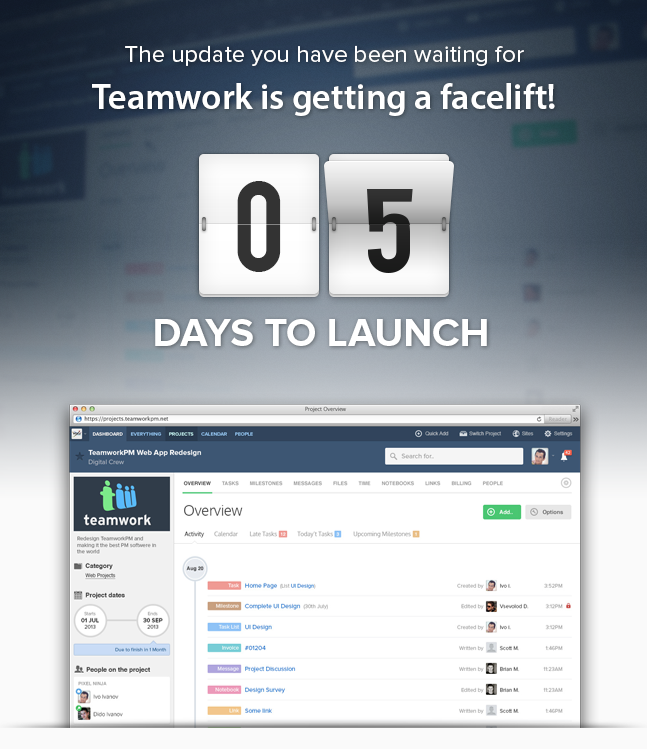 The update you have been waiting for
Teamwork is getting a facelift!
05
DAYS TO LAUNCH
Project Overview
https://projects.teamworkpm.net
Reader
DASHBOARD EVERYTHING PROJECTS CALENDAR PEOPLE
Quick Add Switch Project Sites Settings
TeamworkPM Web App Redesign
Digital Crew
Search for..
teamwork
Redesign TeamworkPM and
making it the best PM softwere in
the world
Category
Web Projects
Project dates
Starts
01 JUL
2013
Ends
30 SEP
2013
Due to finish in 1 Month
People on the project
PIXEL NINJA
Ivo Ivanov
Dido Ivanov
OVERVIEW TASKS MILESTONES MESSAGES FILES TIME NOTEBOOKS LINKS BILLING PEOPLE
Overview
Add.. Options
Activity Calendar Late Tasks Today's Tasks Upcoming Milestones
Aug 20
Task Home Page (List UI Design) Created by Ivo I. 3:52PM
Milestone Complete UI Design (30th July) Edited by Vsevolod D. 3:12PM
Task List UI Design Created by Ivo I. 3:12PM
Invoice #01204 Written by Scott M. 1:46PM
Message Project Discussion Written by Brian M. 11:23AM
Notebook Design Survey Edited by Brian M. 11:23AM
Link Some link Written by Scott M. 1:46PM